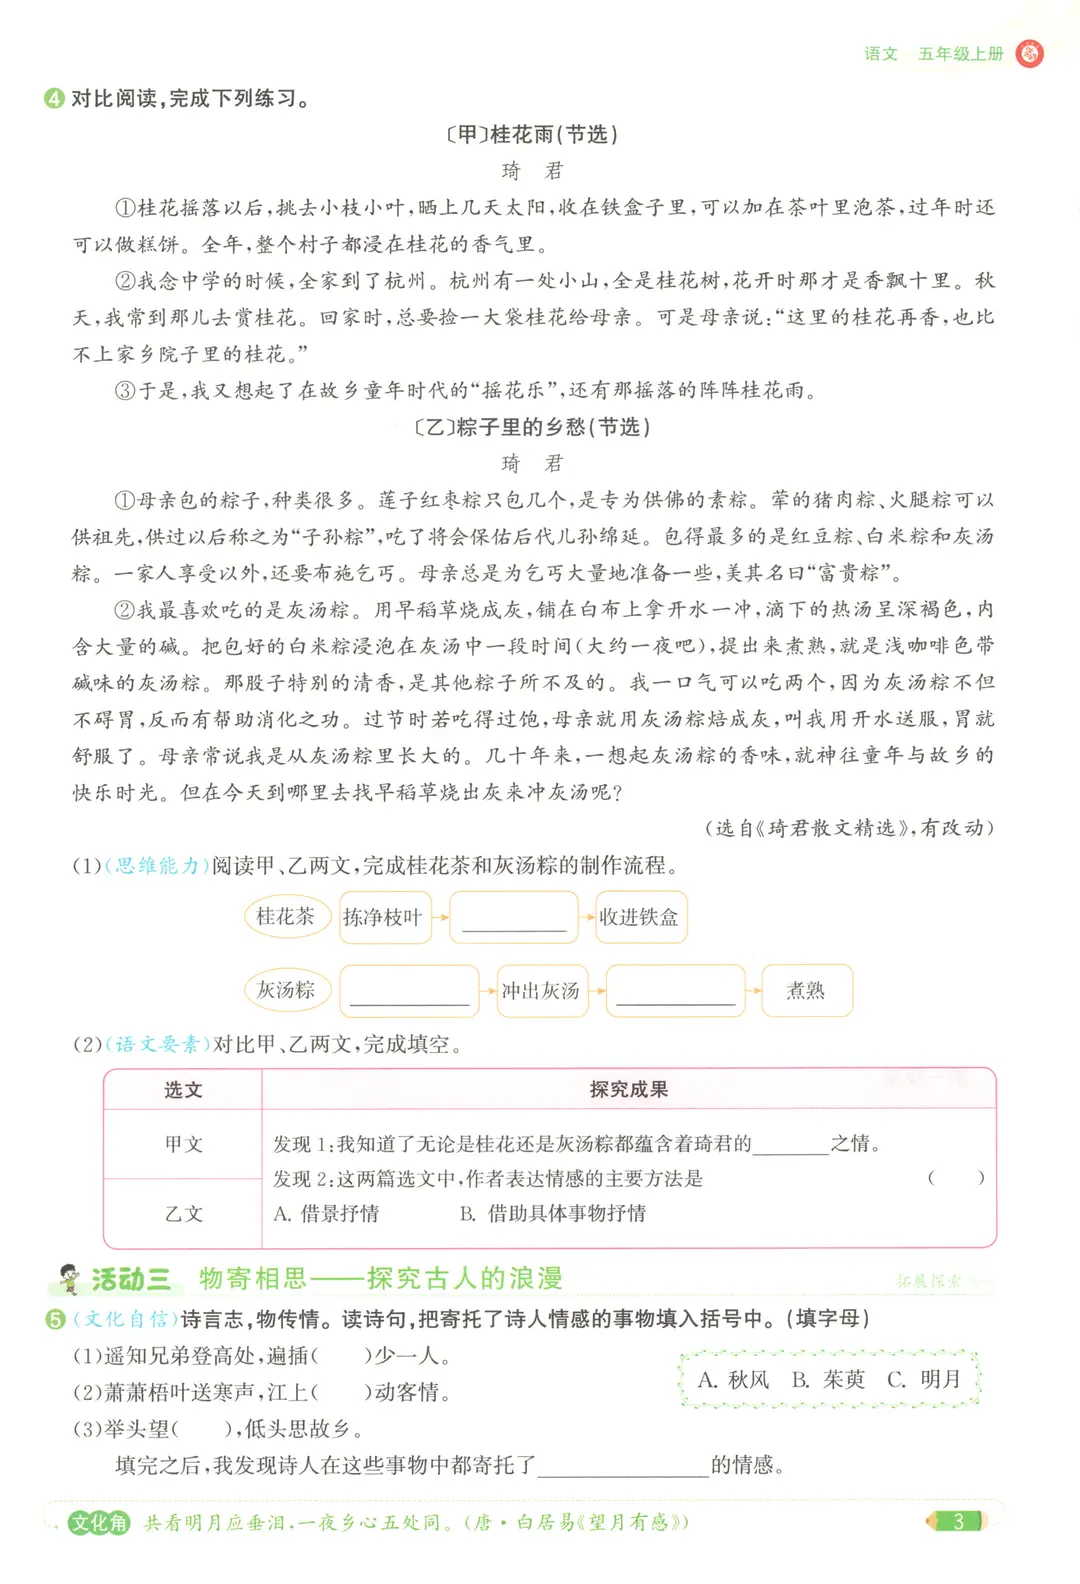 语文 五年级上册
4 对比阅读,完成下列练习。
〔甲〕桂花雨(节选)
琦 君
①桂花摇落以后,挑去小枝小叶,晒上几天太阳,收在铁盒子里,可以加在茶叶里泡茶,过年时还
可以做糕饼。全年,整个村子都浸在桂花的香气里。
②我念中学的时候,全家到了杭州。杭州有一处小山,全是桂花树,花开时那才是香飘十里。秋
天,我常到那儿去赏桂花。回家时,总要捡一大袋桂花给母亲。可是母亲说:“这里的桂花再香,也比
不上家乡院子里的桂花。”
③于是,我又想起了在故乡童年时代的“摇花乐”,还有那摇落的阵阵桂花雨。
〔乙〕粽子里的乡愁(节选)
琦 君
①母亲包的粽子,种类很多。莲子红枣粽只包几个,是专为供佛的素粽。荤的猪肉粽、火腿粽可以
供祖先,供过以后称之为“子孙粽”,吃了将会保佑后代儿孙绵延。包得最多的是红豆粽、白米粽和灰汤
粽。一家人享受以外,还要布施乞丐。母亲总是为乞丐大量地准备一些,美其名曰“富贵粽”。
②我最喜欢吃的是灰汤粽。用早稻草烧成灰,铺在白布上拿开水一冲,滴下的热汤呈深褐色,内
含大量的碱。把包好的白米粽浸泡在灰汤中一段时间(大约一夜吧),提出来煮熟,就是浅咖啡色带
碱味的灰汤粽。那股子特别的清香,是其他粽子所不及的。我一口气可以吃两个,因为灰汤粽不但
不碍胃,反而有帮助消化之功。过节时若吃得过饱,母亲就用灰汤粽焙成灰,叫我用开水送服,胃就
舒服了。母亲常说我是从灰汤粽里长大的。几十年来,一想起灰汤粽的香味,就神往童年与故乡的
快乐时光。但在今天到哪里去找早稻草烧出灰来冲灰汤呢?
(选自《琦君散文精选》,有改动)
(1)(思维能力)阅读甲、乙两文,完成桂花茶和灰汤粽的制作流程。
桂花茶 拣净枝叶 → ______ → 收进铁盒
灰汤粽 ______ → 冲出灰汤 → ______ → 煮熟
(2)(语文要素)对比甲、乙两文,完成填空。
选文 探究成果
甲文 发现1:我知道了无论是桂花还是灰汤粽都蕴含着琦君的______之情。
发现2:这两篇选文中,作者表达情感的主要方法是 ( )
乙文 A. 借景抒情 B. 借助具体事物抒情
活动三 物寄相思——探究古人的浪漫 拓展探索
5 (文化自信)诗言志,物传情。读诗句,把寄托了诗人情感的事物填入括号中。(填字母)
(1)遥知兄弟登高处,遍插( )少一人。
(2)萧萧梧叶送寒声,江上( )动客情。
(3)举头望( ),低头思故乡。
A. 秋风 B. 茱萸 C. 明月
填完之后,我发现诗人在这些事物中都寄托了____________的情感。
文化角 共看明月应垂泪,一夜乡心五处同。(唐·白居易《望月有感》)
3